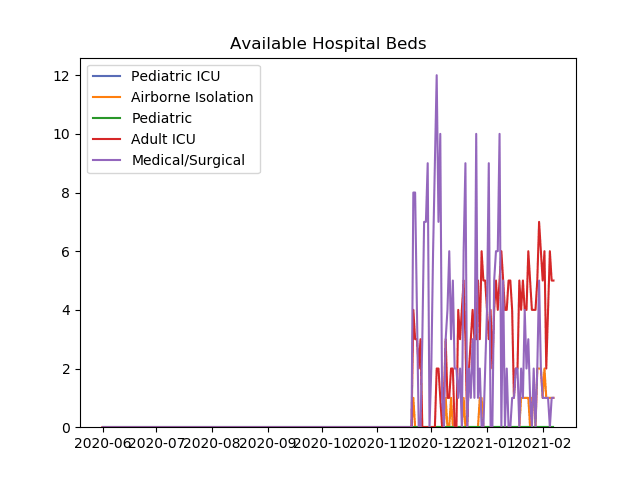 Available Hospital Beds
12
10
8
6
4
2
0
Pediatric ICU
Airborne Isolation
Pediatric
Adult ICU
Medical/Surgical
2020-06 2020-07 2020-08 2020-09 2020-10 2020-11 2020-12 2021-01 2021-02